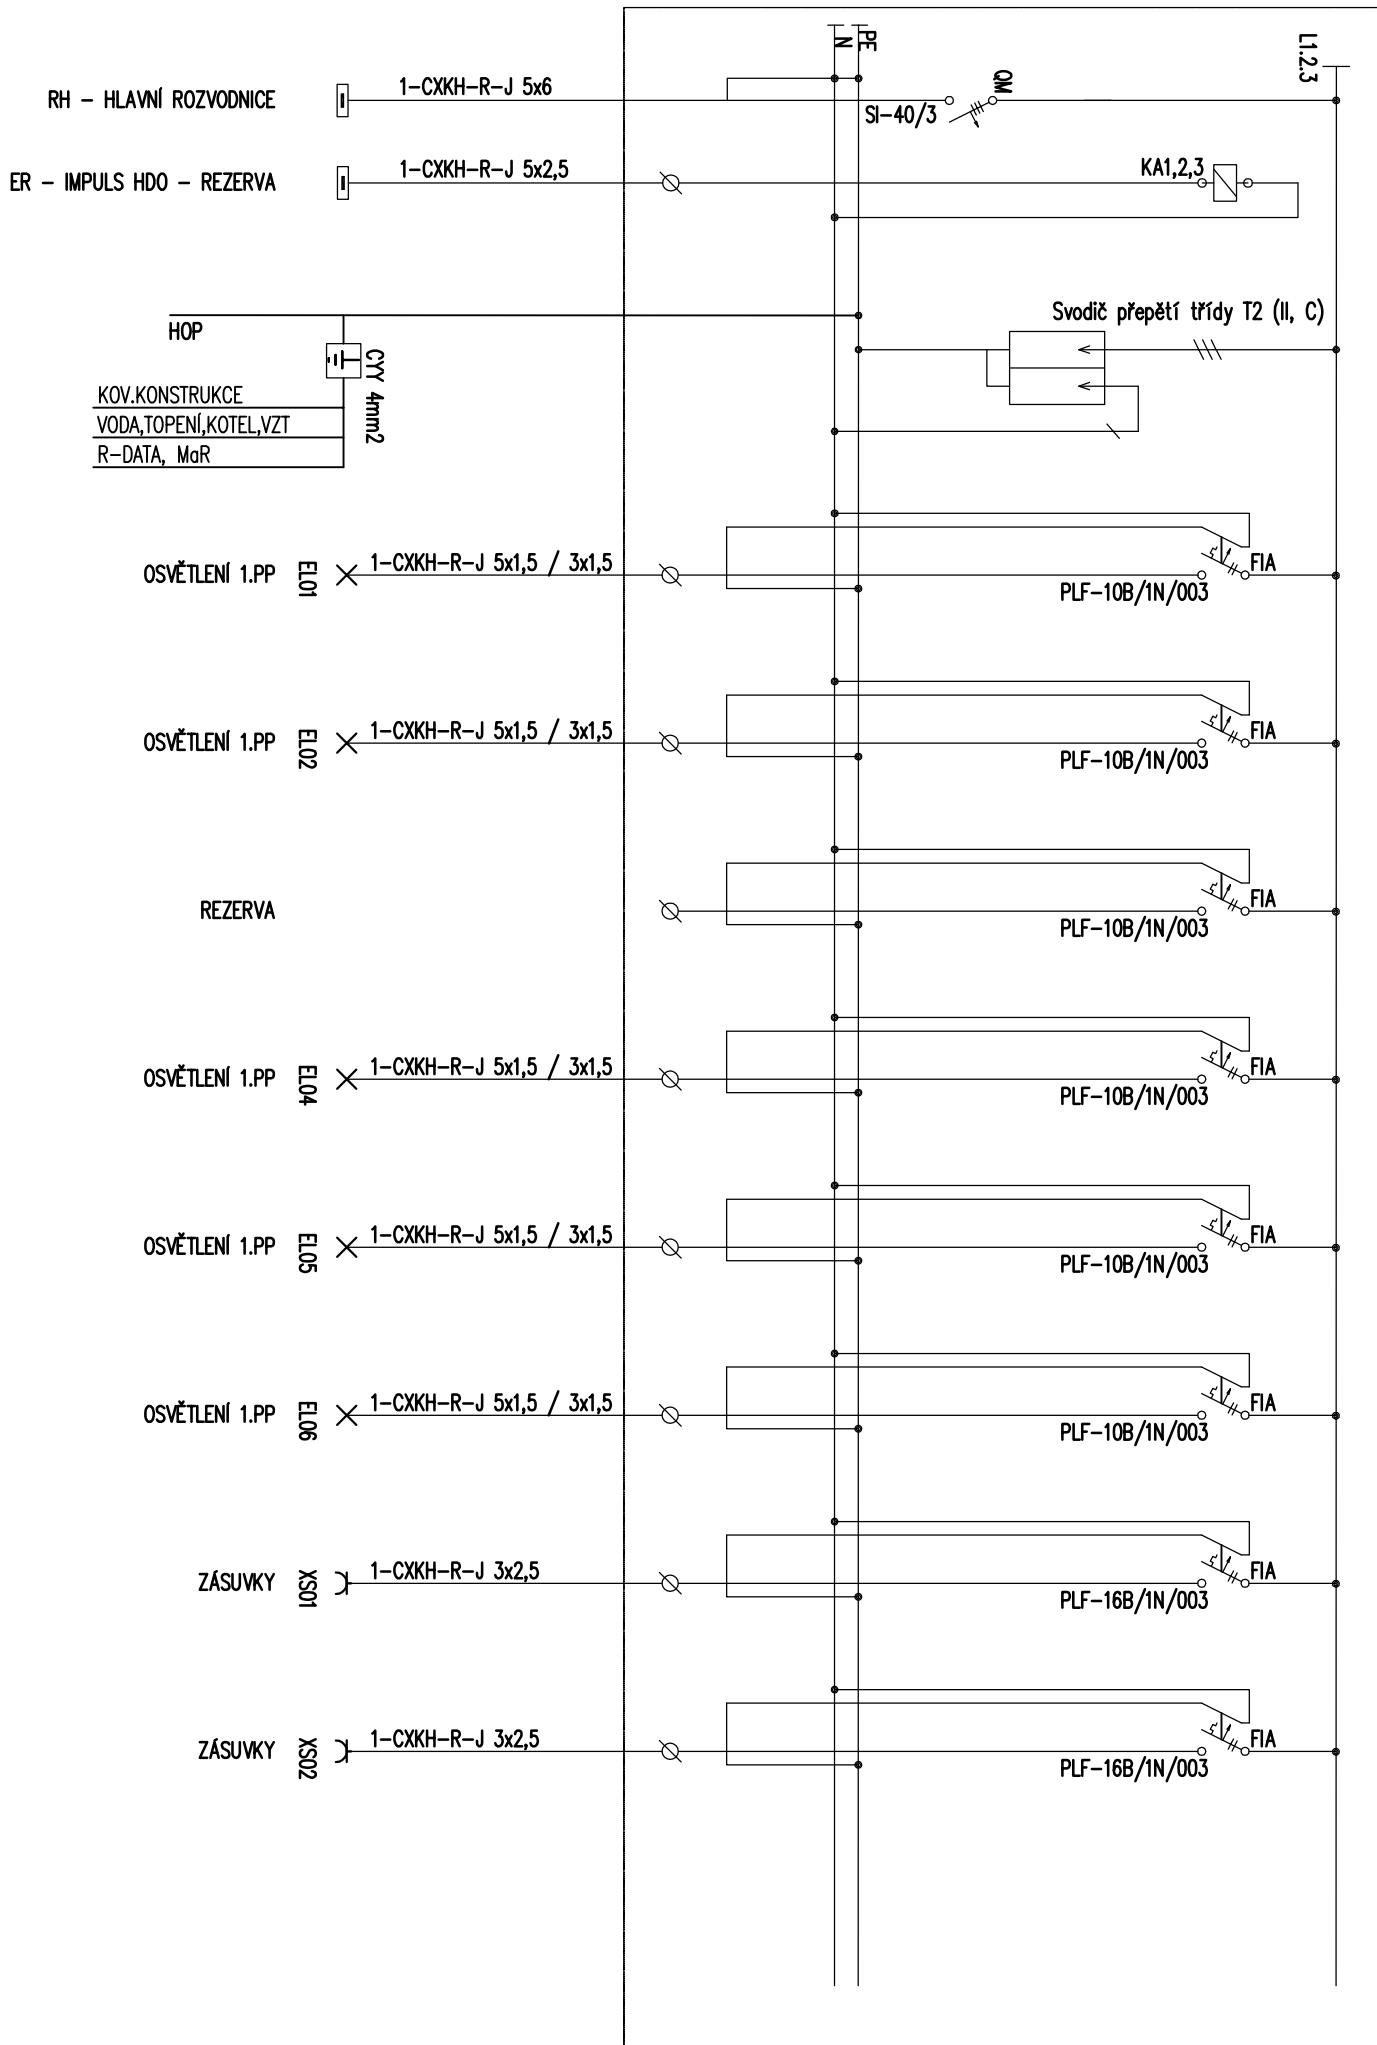 N
PE
L1.2.3
RH - HLAVNÍ ROZVODNICE
1-CXKH-R-J 5x6
SI-40/3
QM
ER - IMPULS HDO - REZERVA
1-CXKH-R-J 5x2,5
KA1,2,3
HOP
CYY 4mm2
KOV.KONSTRUKCE
VODA,TOPENÍ,KOTEL,VZT
R-DATA, MaR
Svodič přepětí třídy T2 (II, C)
OSVĚTLENÍ 1.PP
EL01
1-CXKH-R-J 5x1,5 / 3x1,5
FIA
PLF-10B/1N/003
OSVĚTLENÍ 1.PP
EL02
1-CXKH-R-J 5x1,5 / 3x1,5
FIA
PLF-10B/1N/003
REZERVA
FIA
PLF-10B/1N/003
OSVĚTLENÍ 1.PP
EL04
1-CXKH-R-J 5x1,5 / 3x1,5
FIA
PLF-10B/1N/003
OSVĚTLENÍ 1.PP
EL05
1-CXKH-R-J 5x1,5 / 3x1,5
FIA
PLF-10B/1N/003
OSVĚTLENÍ 1.PP
EL06
1-CXKH-R-J 5x1,5 / 3x1,5
FIA
PLF-10B/1N/003
ZÁSUVKY
XS01
1-CXKH-R-J 3x2,5
FIA
PLF-16B/1N/003
ZÁSUVKY
XS02
1-CXKH-R-J 3x2,5
FIA
PLF-16B/1N/003